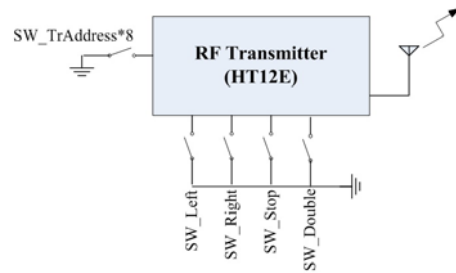 SW_TrAddress*8
RF Transmitter
(HT12E)
SW_Left
SW_Right
SW_Stop
SW_Double